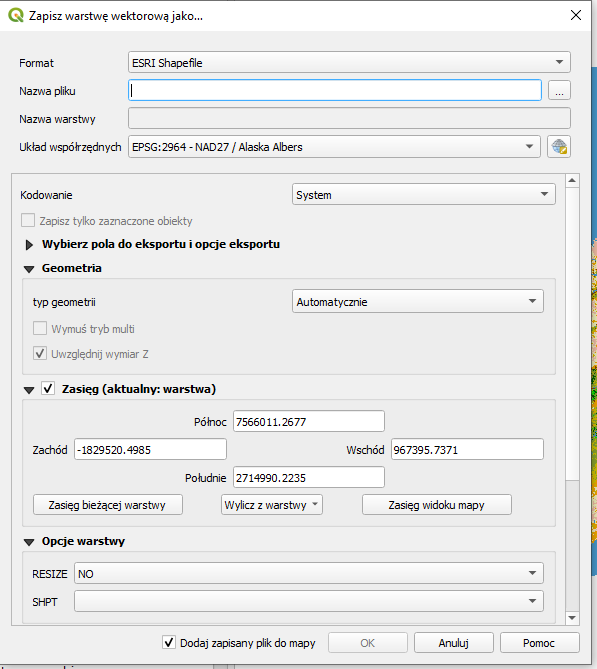 Zapisz warstwę wektorową jako...
Format ESRI Shapefile
Nazwa pliku ...
Nazwa warstwy
Układ współrzędnych EPSG:2964 - NAD27 / Alaska Albers
Kodowanie System
Zapisz tylko zaznaczone obiekty
Wybierz pola do eksportu i opcje eksportu
Geometria
typ geometrii Automatycznie
Wymuś tryb multi
Uwzględnij wymiar Z
Zasięg (aktualny: warstwa)
Północ 7566011.2677
Zachód -1829520.4985 Wschód 967395.7371
Południe 2714990.2235
Zasięg bieżącej warstwy Wylicz z warstwy Zasięg widoku mapy
Opcje warstwy
RESIZE NO
SHPT
Dodaj zapisany plik do mapy OK Anuluj Pomoc